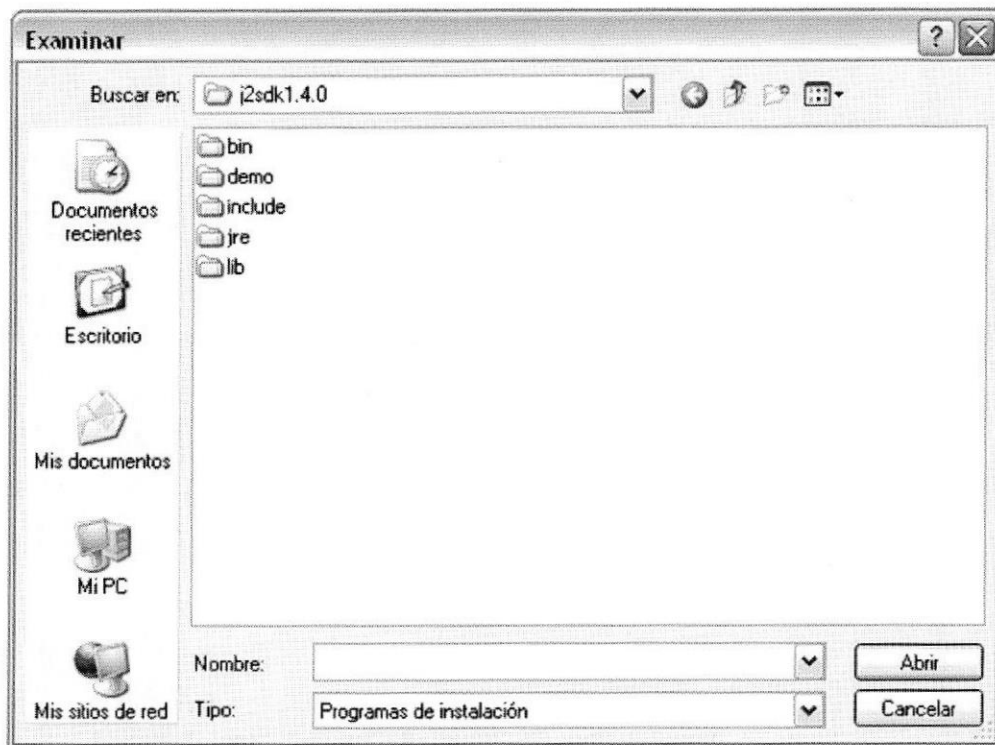 Examinar
Buscar en: j2sdk1.4.0
Documentos
recientes
Escritorio
Mis documentos
Mi PC
Mis sitios de red
bin
demo
include
jre
lib
Nombre:
Abrir
Tipo: Programas de instalación
Cancelar